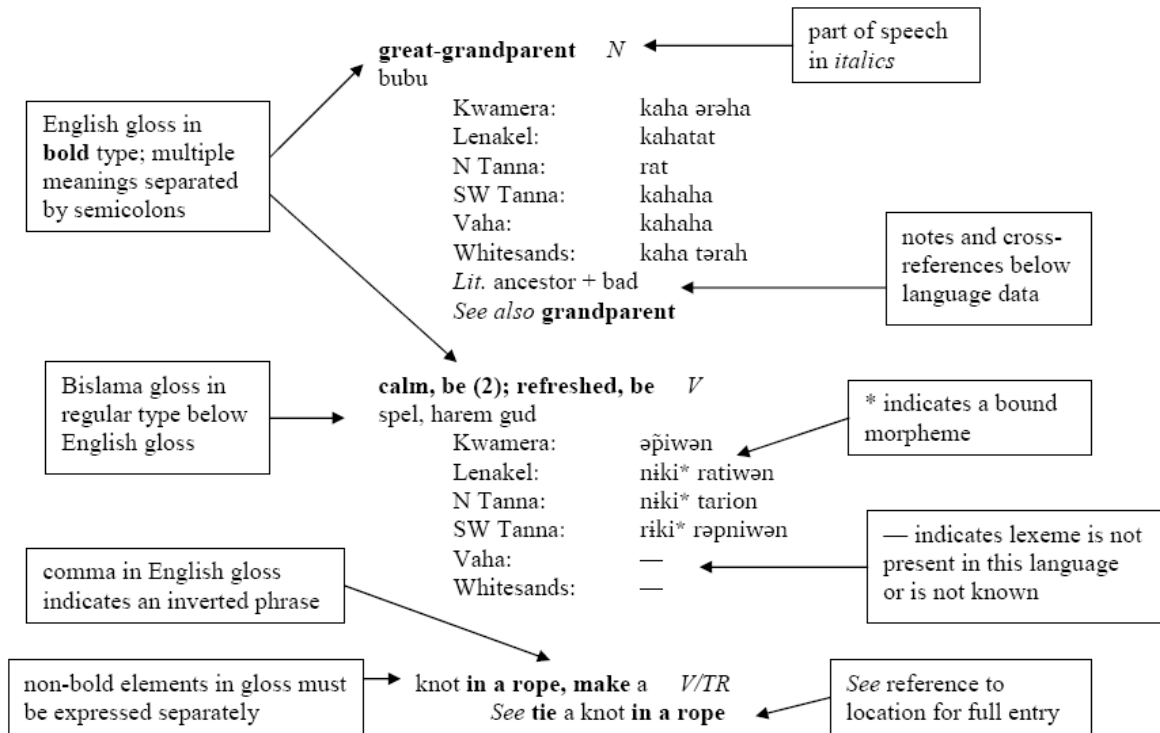 great-grandparent N
bubu
Kwamera: kaha ərəha
Lenakel: kahatat
N Tanna: rat
SW Tanna: kahaha
Vaha: kahaha
Whitesands: kaha tərah
Lit. ancestor + bad
See also grandparent
part of speech
in italics
English gloss in
bold type; multiple
meanings separated
by semicolons
notes and cross-
references below
language data
calm, be (2); refreshed, be V
spel, harem gud
Kwamera: əp̃iwən
Lenakel: nɨki* ratiwən
N Tanna: nɨki* tarion
SW Tanna: rɨki* rəpniwən
Vaha: —
Whitesands: —
Bislama gloss in
regular type below
English gloss
* indicates a bound
morpheme
— indicates lexeme is not
present in this language
or is not known
comma in English gloss
indicates an inverted phrase
knot in a rope, make a V/TR
See tie a knot in a rope
non-bold elements in gloss must
be expressed separately
See reference to
location for full entry